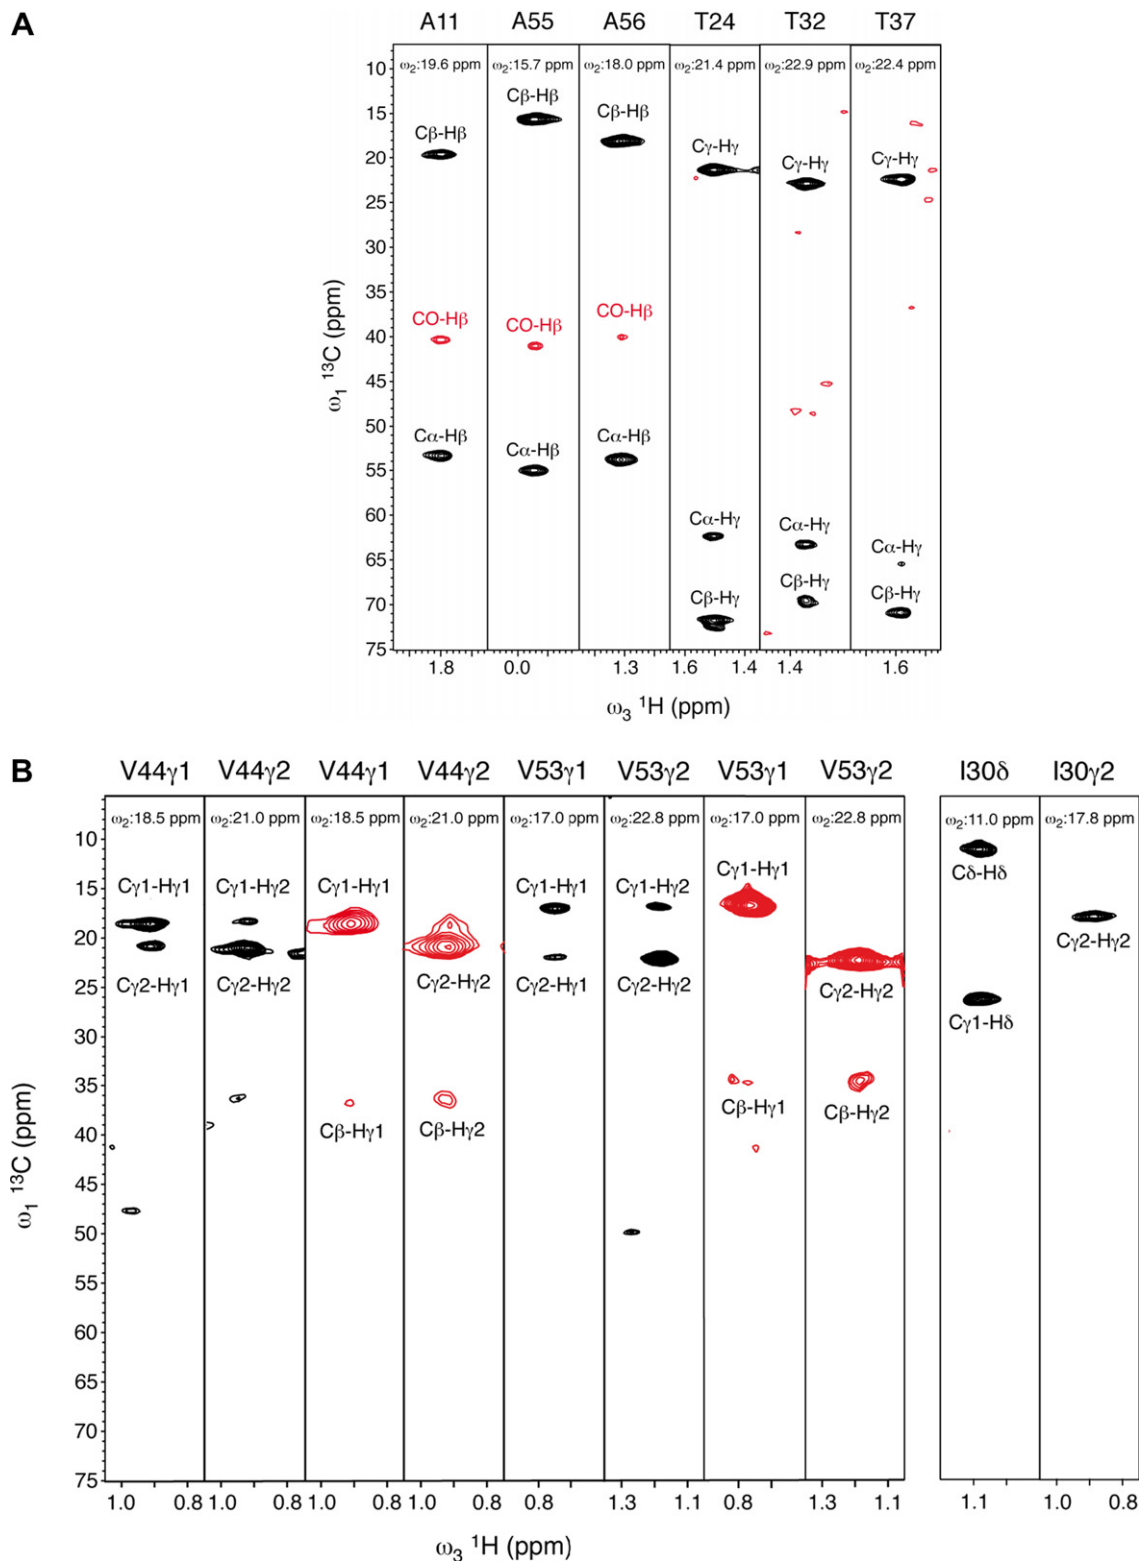 A
A11 A55 A56 T24 T32 T37
ω2:19.6 ppm ω2:15.7 ppm ω2:18.0 ppm ω2:21.4 ppm ω2:22.9 ppm ω2:22.4 ppm
10
15
20
25
30
35
40
45
50
55
60
65
70
75
ω1 13C (ppm)
Cβ-Hβ Cβ-Hβ Cβ-Hβ Cγ-Hγ Cγ-Hγ Cγ-Hγ
CO-Hβ CO-Hβ CO-Hβ
Cα-Hβ Cα-Hβ Cα-Hβ
Cα-Hγ Cα-Hγ Cα-Hγ
Cβ-Hγ Cβ-Hγ Cβ-Hγ
1.8 0.0 1.3 1.6 1.4 1.4 1.6
ω3 1H (ppm)
B
V44γ1 V44γ2 V44γ1 V44γ2 V53γ1 V53γ2 V53γ1 V53γ2 I30δ I30γ2
ω2:18.5 ppm ω2:21.0 ppm ω2:18.5 ppm ω2:21.0 ppm ω2:17.0 ppm ω2:22.8 ppm ω2:17.0 ppm ω2:22.8 ppm ω2:11.0 ppm ω2:17.8 ppm
10
15
20
25
30
35
40
45
50
55
60
65
70
75
ω1 13C (ppm)
Cγ1-Hγ1 Cγ1-Hγ2 Cγ1-Hγ1 Cγ1-Hγ1 Cγ1-Hγ2 Cγ1-Hγ1 Cδ-Hδ
Cγ2-Hγ1 Cγ2-Hγ2 Cγ2-Hγ2 Cγ2-Hγ1 Cγ2-Hγ2 Cγ2-Hγ2 Cγ2-Hγ2
Cγ1-Hδ
Cβ-Hγ1 Cβ-Hγ2 Cβ-Hγ1 Cβ-Hγ2
1.0 0.8 1.0 0.8 1.0 0.8 1.0 0.8 0.8 1.3 1.1 0.8 1.3 1.1 1.1 1.0 0.8
ω3 1H (ppm)